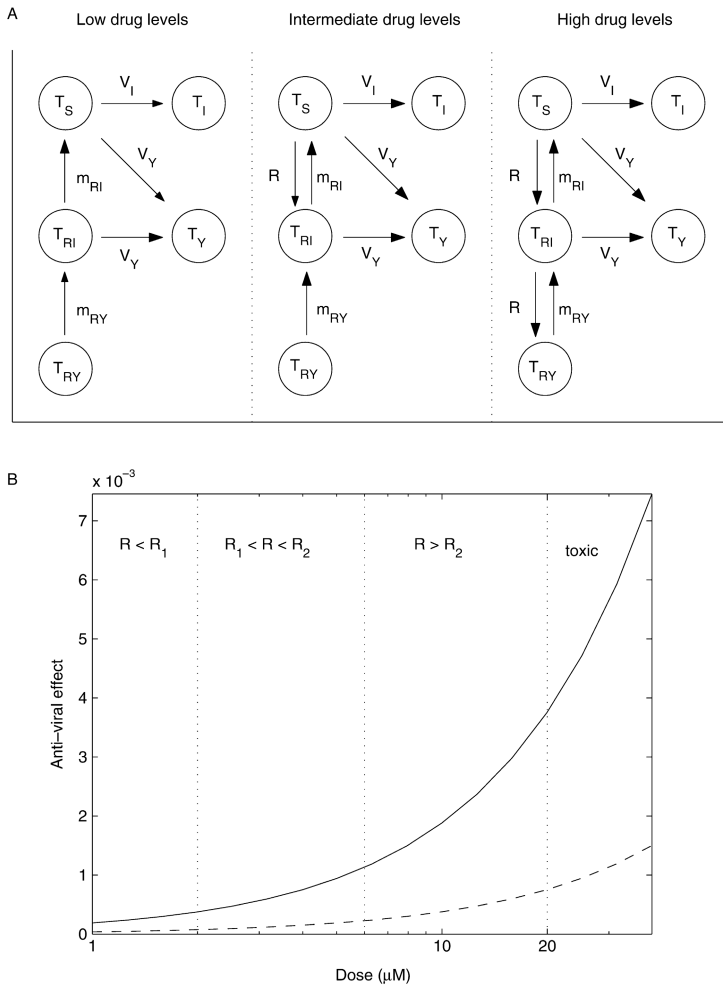 A
Low drug levels
Intermediate drug levels
High drug levels
T_S V_I T_I
V_Y
m_RI
T_RI V_Y T_Y
m_RY
T_RY
T_S V_I T_I
V_Y
R m_RI
T_RI V_Y T_Y
m_RY
T_RY
T_S V_I T_I
V_Y
R m_RI
T_RI V_Y T_Y
R m_RY
T_RY
B
x 10^−3
7
6
5
4
3
2
1
0
Anti−viral effect
R < R_1
R_1 < R < R_2
R > R_2
toxic
1
10
20
Dose (μM)